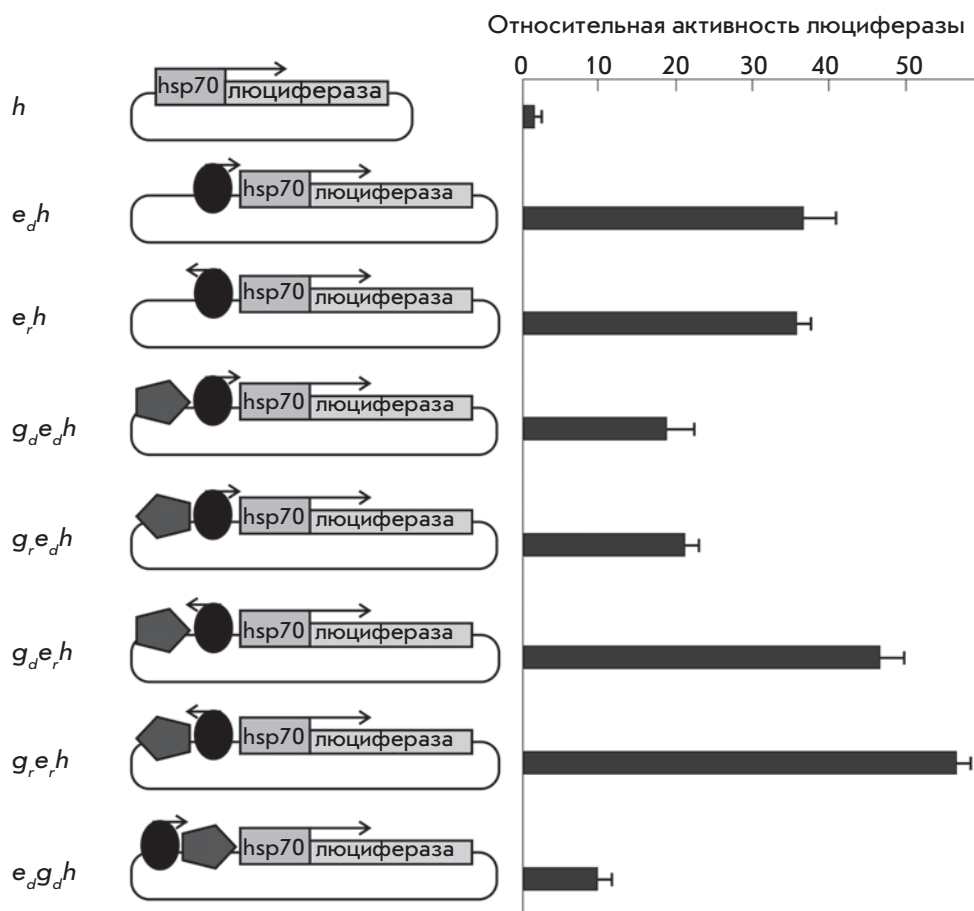 Относительная активность люциферазы
0 10 20 30 40 50
h
hsp70 люцифераза
e_dh
hsp70 люцифераза
e_rh
hsp70 люцифераза
g_de_dh
hsp70 люцифераза
g_re_dh
hsp70 люцифераза
g_de_rh
hsp70 люцифераза
g_re_rh
hsp70 люцифераза
e_dg_dh
hsp70 люцифераза